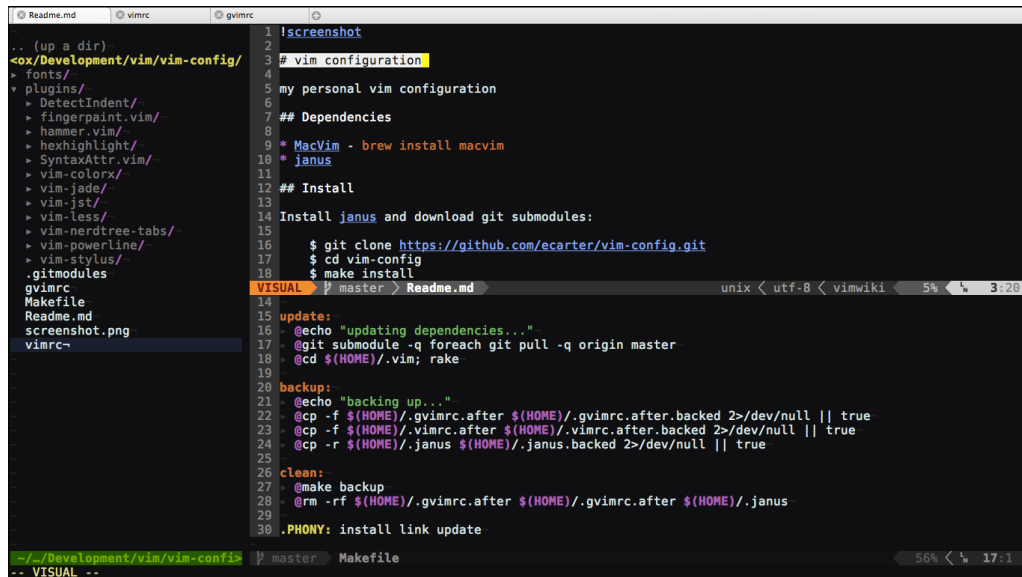 Readme.md vimrc gvimrc
.. (up a dir)
<ox/Development/vim/vim-config/
▸ fonts/
▾ plugins/
▸ DetectIndent/
▸ fingerpaint.vim/
▸ hammer.vim/
▸ hexhighlight/
▸ SyntaxAttr.vim/
▸ vim-colorx/
▸ vim-jade/
▸ vim-jst/
▸ vim-less/
▸ vim-nerdtree-tabs/
▸ vim-powerline/
▸ vim-stylus/
.gitmodules
gvimrc
Makefile
Readme.md
screenshot.png
vimrc¬
~/…/Development/vim/vim-confi>
1 !screenshot
2
3 # vim configuration
4
5 my personal vim configuration
6
7 ## Dependencies
8
9 * MacVim - brew install macvim
10 * janus
11
12 ## Install
13
14 Install janus and download git submodules:
15
16 $ git clone https://github.com/ecarter/vim-config.git
17 $ cd vim-config
18 $ make install
VISUAL master Readme.md unix utf-8 vimwiki 5% LN 3:20
14
15 update:
16 ▸ @echo "updating dependencies..."
17 ▸ @git submodule -q foreach git pull -q origin master
18 ▸ @cd $(HOME)/.vim; rake
19
20 backup:
21 ▸ @echo "backing up..."
22 ▸ @cp -f $(HOME)/.gvimrc.after $(HOME)/.gvimrc.after.backed 2>/dev/null || true
23 ▸ @cp -f $(HOME)/.vimrc.after $(HOME)/.vimrc.after.backed 2>/dev/null || true
24 ▸ @cp -r $(HOME)/.janus $(HOME)/.janus.backed 2>/dev/null || true
25
26 clean:
27 ▸ @make backup
28 ▸ @rm -rf $(HOME)/.gvimrc.after $(HOME)/.gvimrc.after $(HOME)/.janus
29
30 .PHONY: install link update
master Makefile 56% LN 17:1
-- VISUAL --